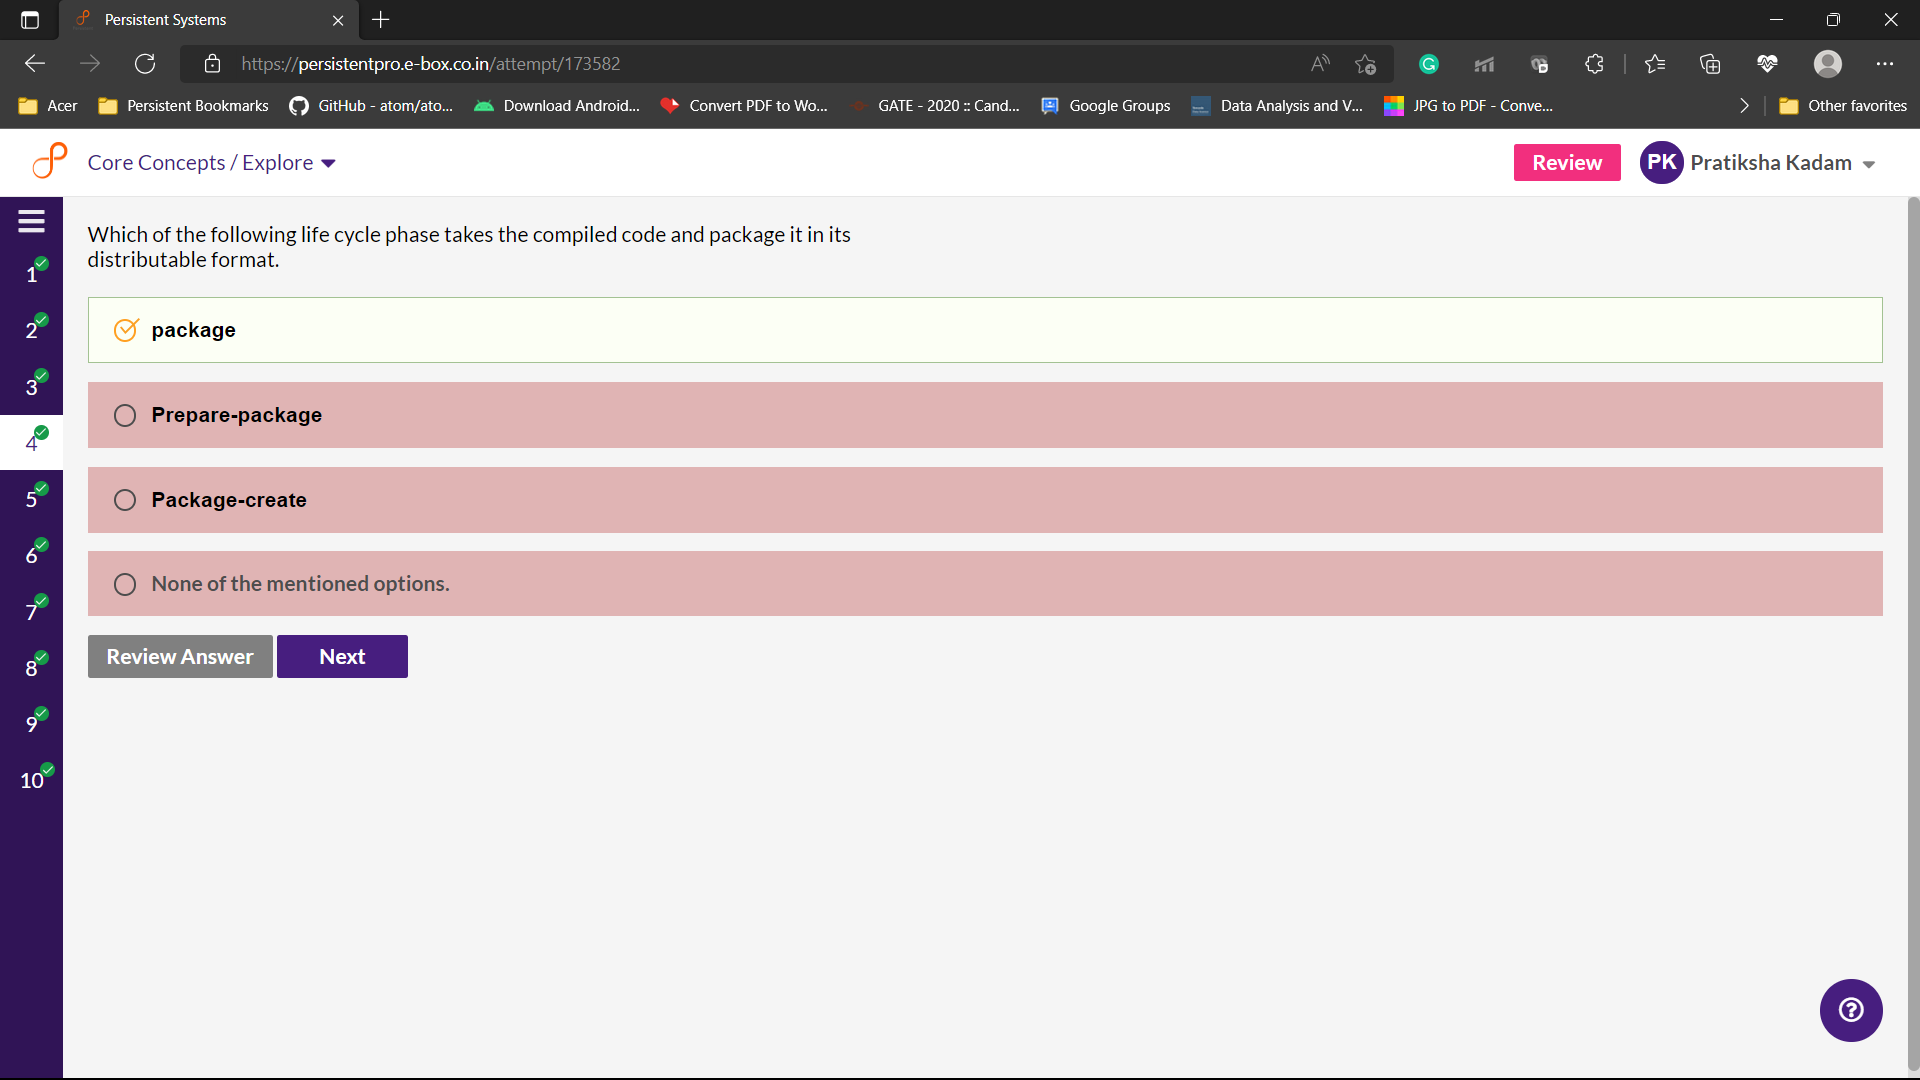 Persistent Systems
https://persistentpro.e-box.co.in/attempt/173582
Acer
Persistent Bookmarks
GitHub - atom/ato...
Download Android...
Convert PDF to Wo...
GATE - 2020 :: Cand...
Google Groups
Data Analysis and V...
JPG to PDF - Conve...
Other favorites
Core Concepts / Explore
Review
PK
Pratiksha Kadam
Which of the following life cycle phase takes the compiled code and package it in its
distributable format.
1
2
3
4
5
6
7
8
9
10
package
Prepare-package
Package-create
None of the mentioned options.
Review Answer
Next